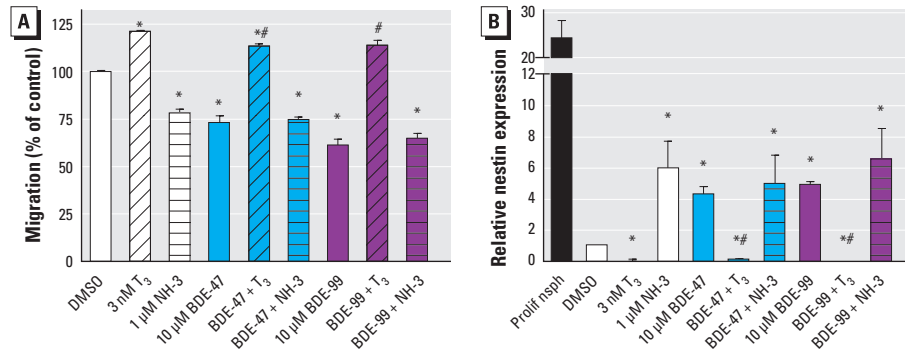 A
Migration (% of control)
125
100
75
50
25
0
*
*
*
*#
*
*
#
*
DMSO
3 nM T3
1 µM NH-3
10 µM BDE-47
BDE-47 + T3
BDE-47 + NH-3
10 µM BDE-99
BDE-99 + T3
BDE-99 + NH-3
B
Relative nestin expression
30
20
12
10
8
6
4
2
0
*
*
*
*#
*
*
*#
*
Prolif nsph
DMSO
3 nM T3
1 µM NH-3
10 µM BDE-47
BDE-47 + T3
BDE-47 + NH-3
10 µM BDE-99
BDE-99 + T3
BDE-99 + NH-3